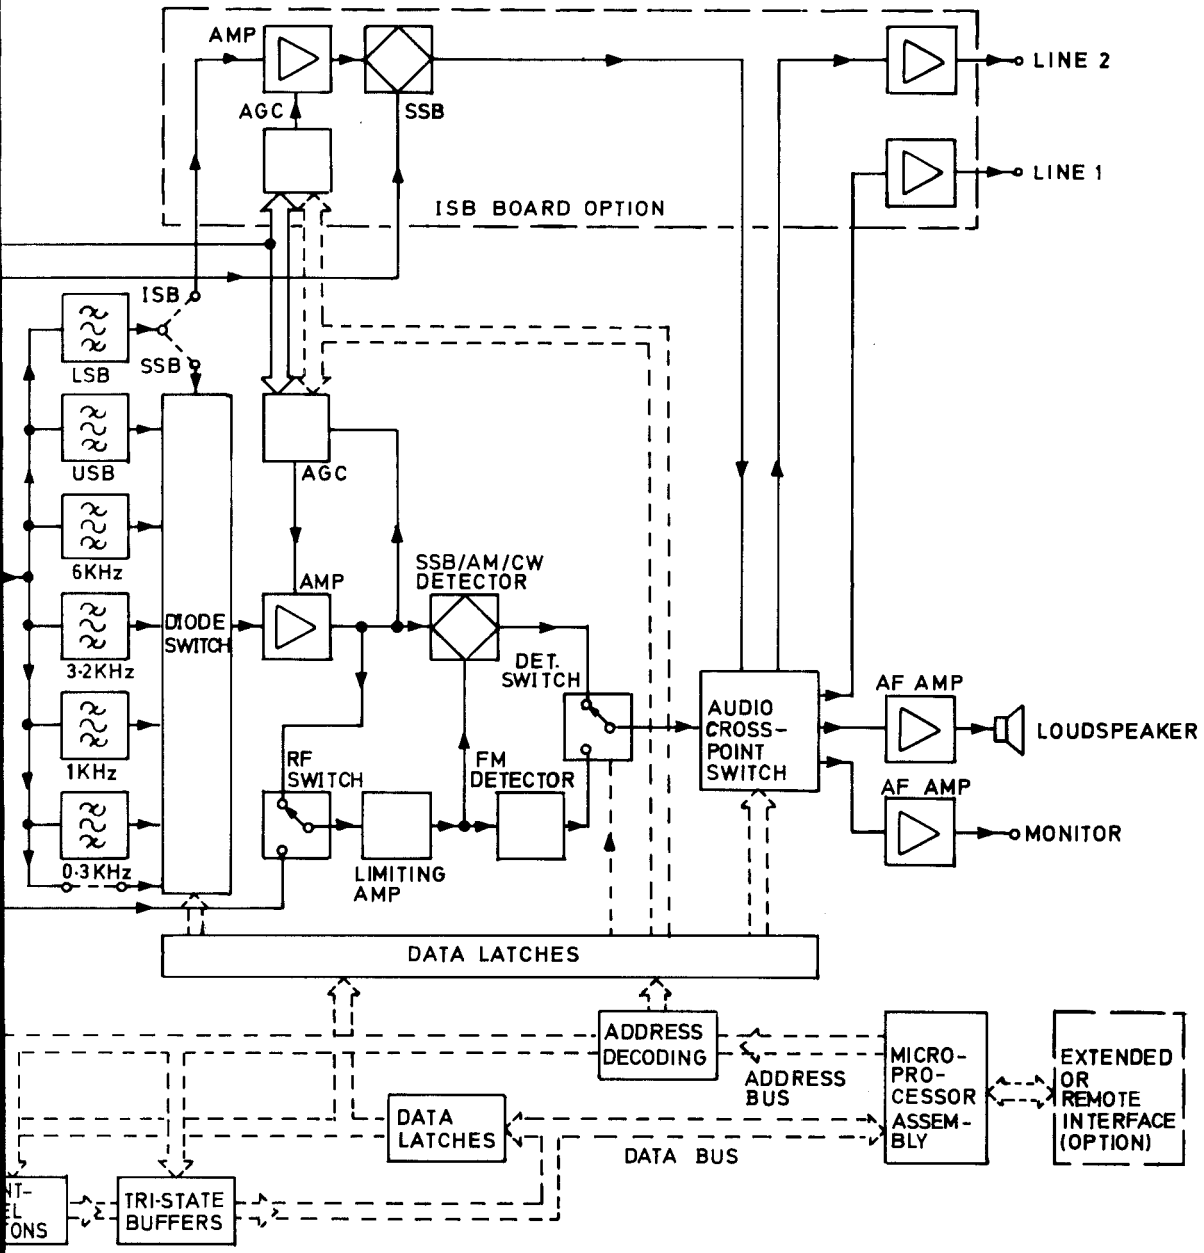 AMP
AGC
SSB
LINE 2
LINE 1
ISB BOARD OPTION
ISB
SSB
LSB
USB
AGC
6KHz
AMP
SSB/AM/CW
DETECTOR
DIODE
SWITCH
3·2KHz
DET.
SWITCH
AUDIO
CROSS-
POINT
SWITCH
AF AMP
LOUDSPEAKER
1KHz
RF
SWITCH
FM
DETECTOR
AF AMP
MONITOR
0·3KHz
LIMITING
AMP
DATA LATCHES
ADDRESS
DECODING
ADDRESS
BUS
MICRO-
PRO-
CESSOR
ASSEM-
BLY
EXTENDED
OR
REMOTE
INTERFACE
(OPTION)
DATA
LATCHES
DATA BUS
NT-
EL
TONS
TRI-STATE
BUFFERS